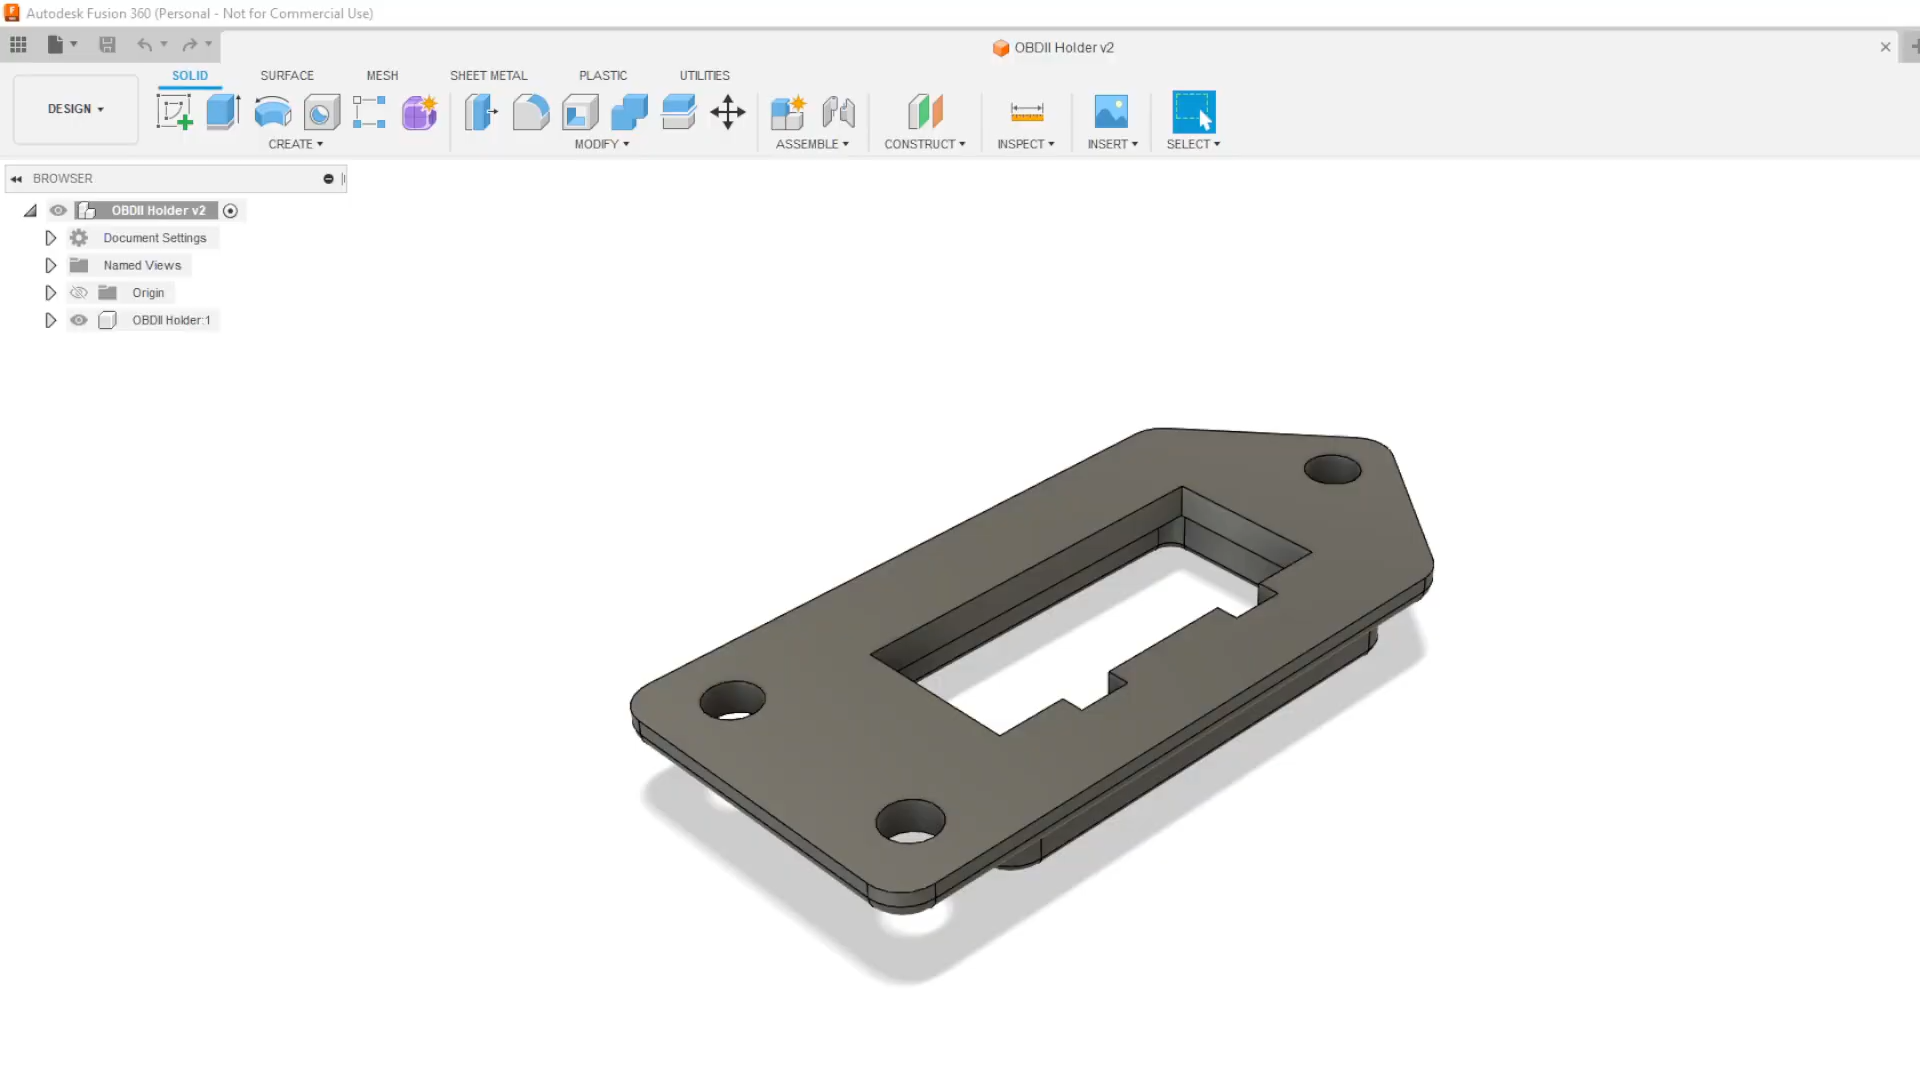 Autodesk Fusion 360 (Personal - Not for Commercial Use)
OBDII Holder v2
SOLID SURFACE MESH SHEET METAL PLASTIC UTILITIES
DESIGN
CREATE MODIFY ASSEMBLE CONSTRUCT INSPECT INSERT SELECT
BROWSER
OBDII Holder v2
Document Settings
Named Views
Origin
OBDII Holder:1